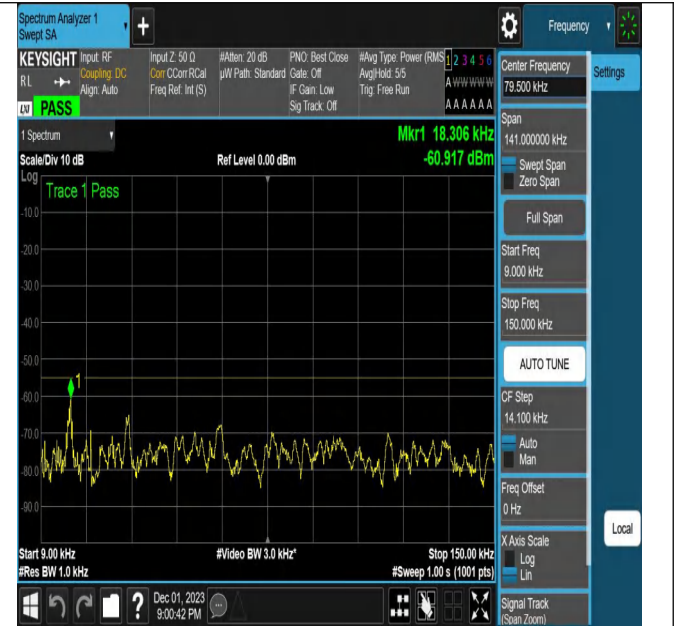 Spectrum Analyzer 1
Swept SA
+
Frequency
KEYSIGHT
RL
LXI PASS
Input: RF
Coupling: DC
Align: Auto
Input Z: 50 Ω
Corr CCorr RCal
Freq Ref: Int (S)
#Atten: 20 dB
µW Path: Standard
PNO: Best Close
Gate: Off
IF Gain: Low
Sig Track: Off
#Avg Type: Power (RMS
Avg|Hold: 5/5
Trig: Free Run
1 2 3 4 5 6
A W W W W W
A A A A A A
1 Spectrum
Scale/Div 10 dB
Ref Level 0.00 dBm
Mkr1 18.306 kHz
-60.917 dBm
Log
Trace 1 Pass
-10.0
-20.0
-30.0
-40.0
-50.0
1
-60.0
-70.0
-80.0
-90.0
Start 9.00 kHz
#Video BW 3.0 kHz*
Stop 150.00 kHz
#Res BW 1.0 kHz
#Sweep 1.00 s (1001 pts)
Dec 01, 2023
9:00:42 PM
?
Center Frequency
79.500 kHz
Settings
Span
141.000000 kHz
Swept Span
Zero Span
Full Span
Start Freq
9.000 kHz
Stop Freq
150.000 kHz
AUTO TUNE
CF Step
14.100 kHz
Auto
Man
Freq Offset
0 Hz
Local
X Axis Scale
Log
Lin
Signal Track
(Span Zoom)